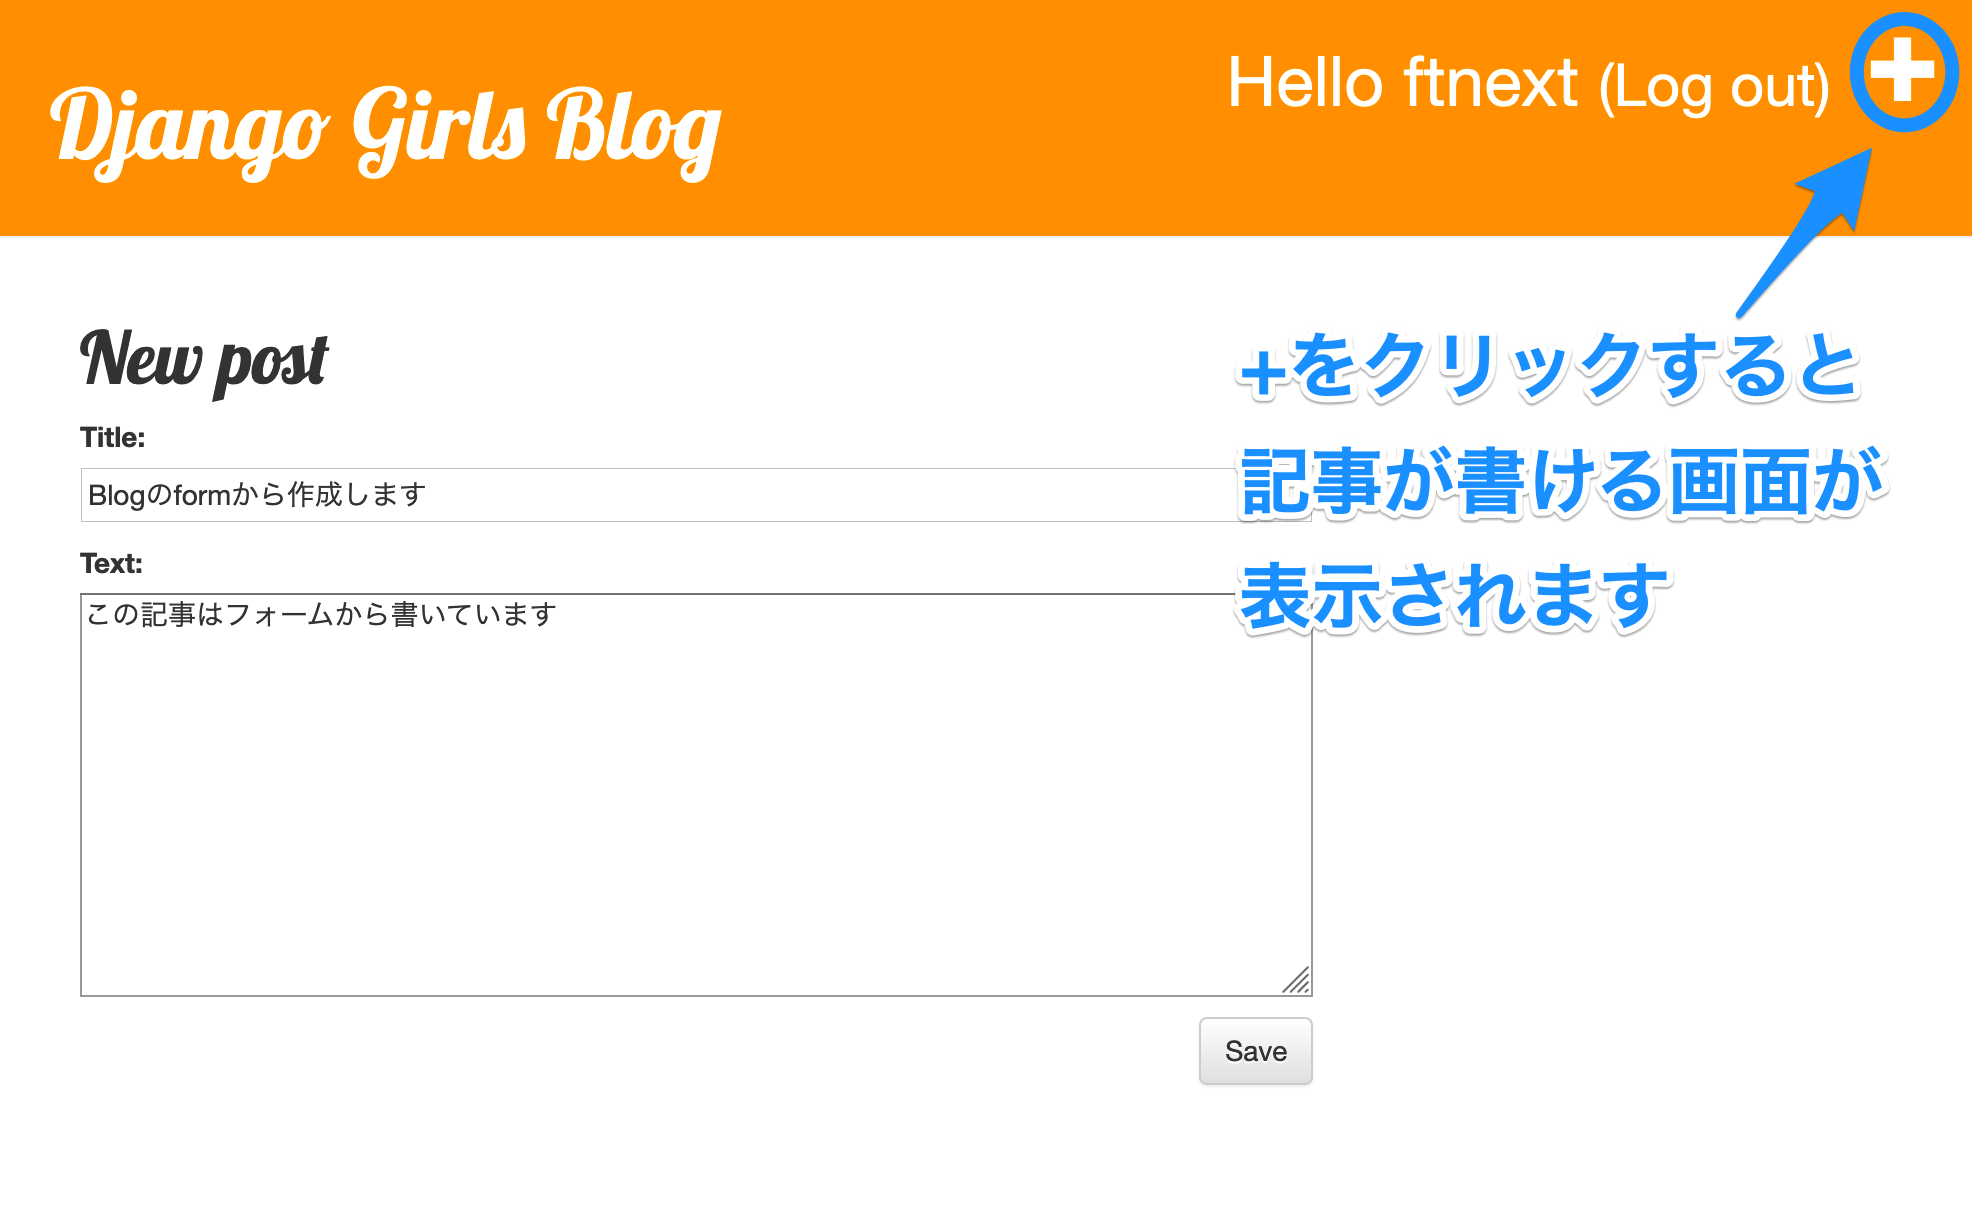 Django Girls Blog
Hello ftnext (Log out)
New post
Title:
Blogのformから作成します
Text:
この記事はフォームから書いています
Save
+をクリックすると
記事が書ける画面が
表示されます